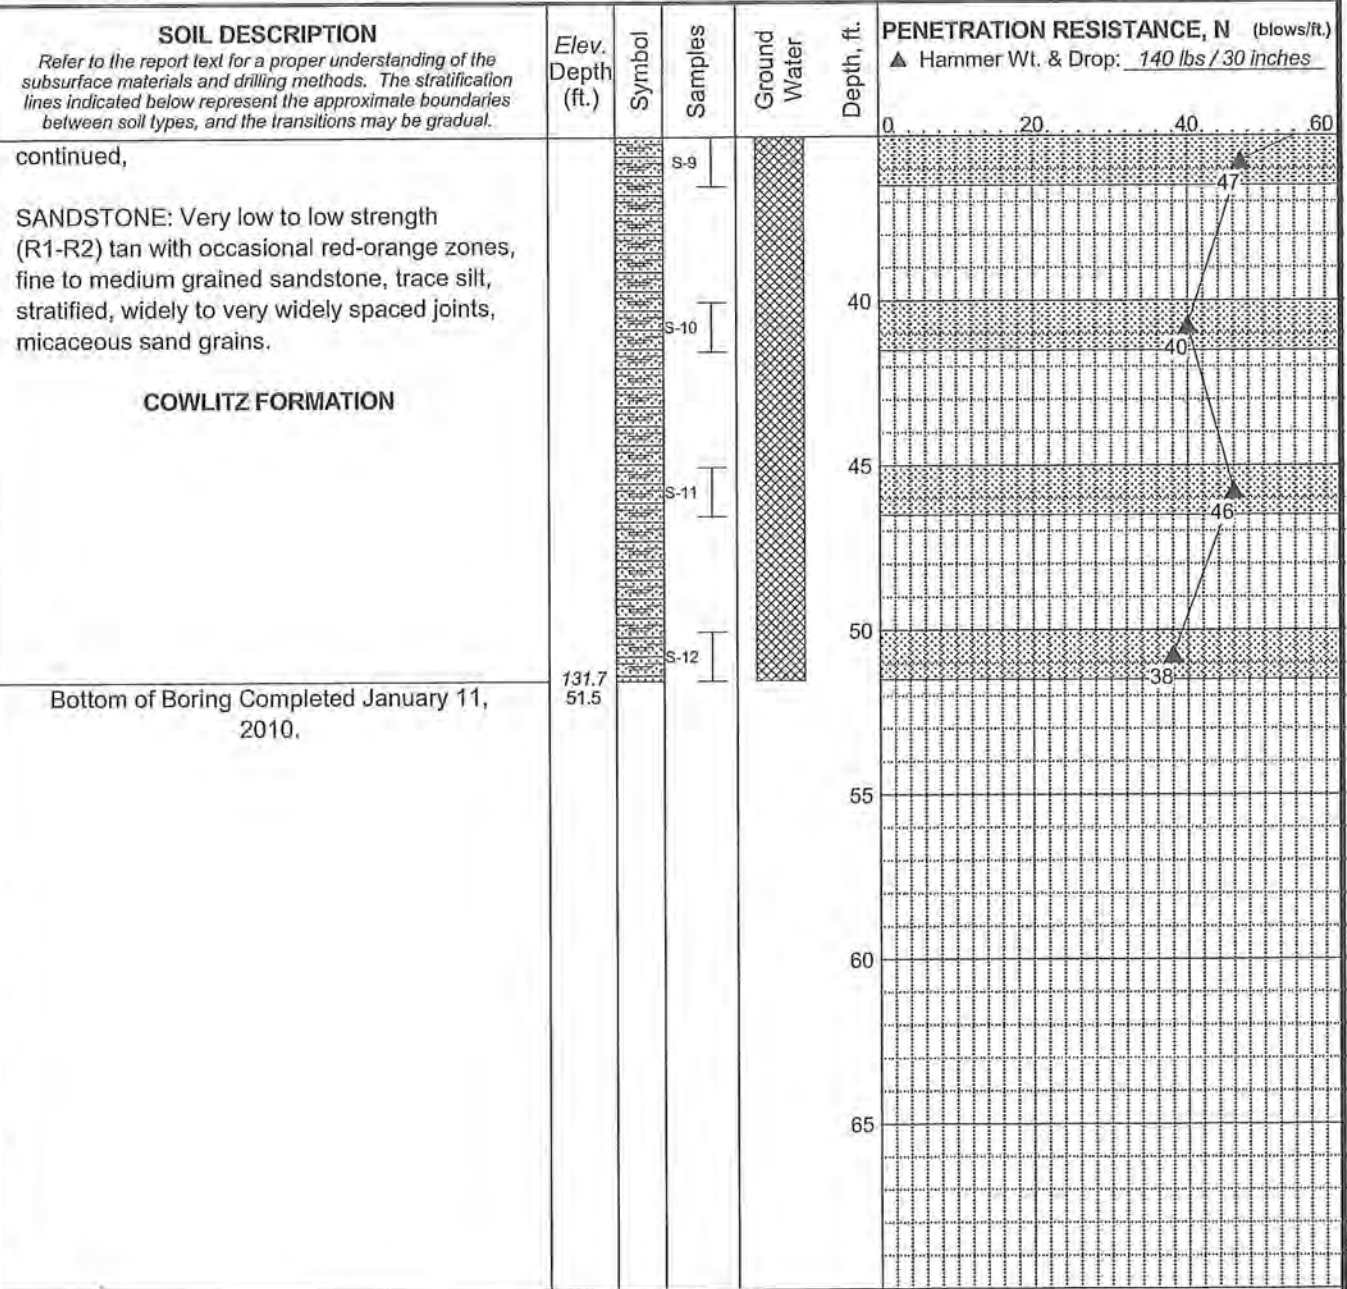 SOIL DESCRIPTION
Refer to the report text for a proper understanding of the
subsurface materials and drilling methods. The stratification
lines indicated below represent the approximate boundaries
between soil types, and the transitions may be gradual.
Elev.
Depth
(ft.)
Symbol
Samples
Ground
Water
Depth, ft.
PENETRATION RESISTANCE, N (blows/ft.)
▲ Hammer Wt. & Drop: 140 lbs / 30 inches
0 20 40 60
continued,
SANDSTONE: Very low to low strength
(R1-R2) tan with occasional red-orange zones,
fine to medium grained sandstone, trace silt,
stratified, widely to very widely spaced joints,
micaceous sand grains.
COWLITZ FORMATION
S-9
47
40
S-10
40
45
S-11
46
50
S-12
38
131.7
51.5
Bottom of Boring Completed January 11,
2010.
55
60
65